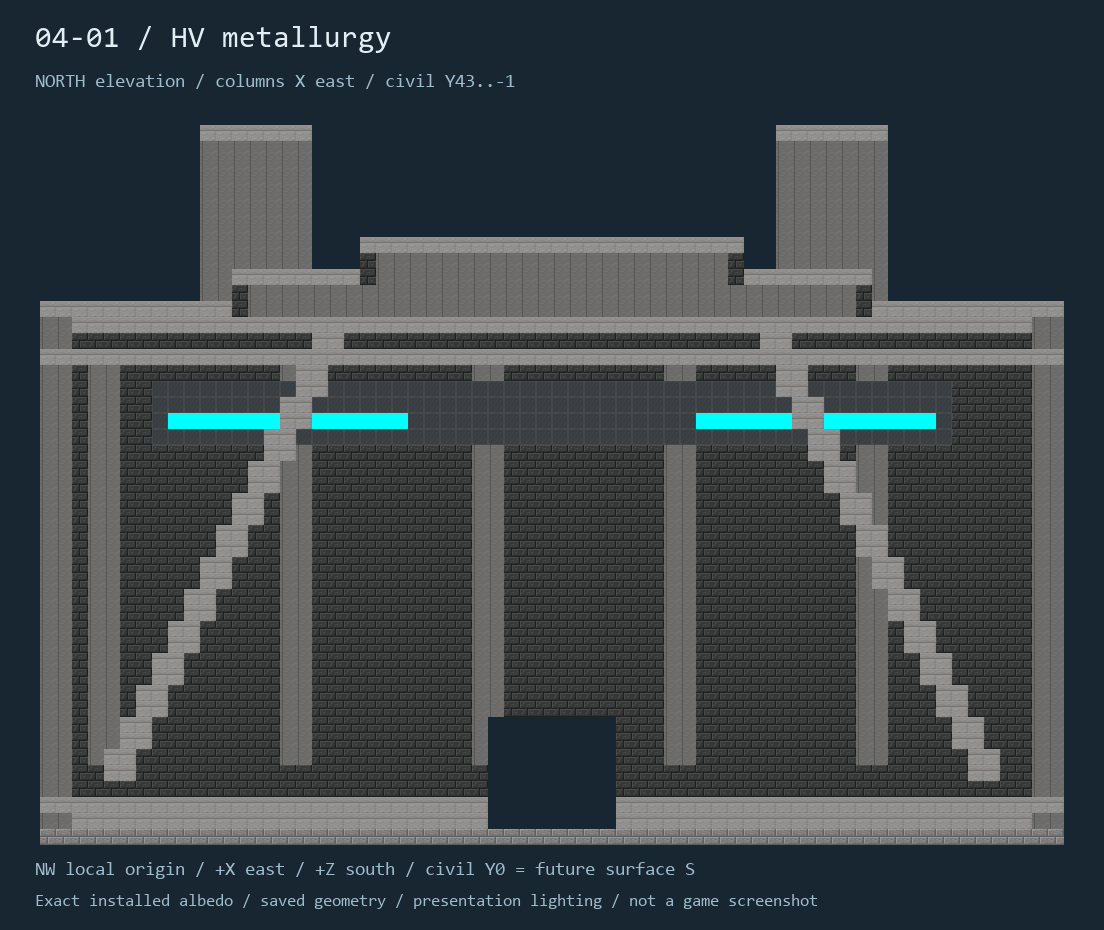 04-01 / HV metallurgy
NORTH elevation / columns X east / civil Y43..-1
NW local origin / +X east / +Z south / civil Y0 = future surface S
Exact installed albedo / saved geometry / presentation lighting / not a game screenshot